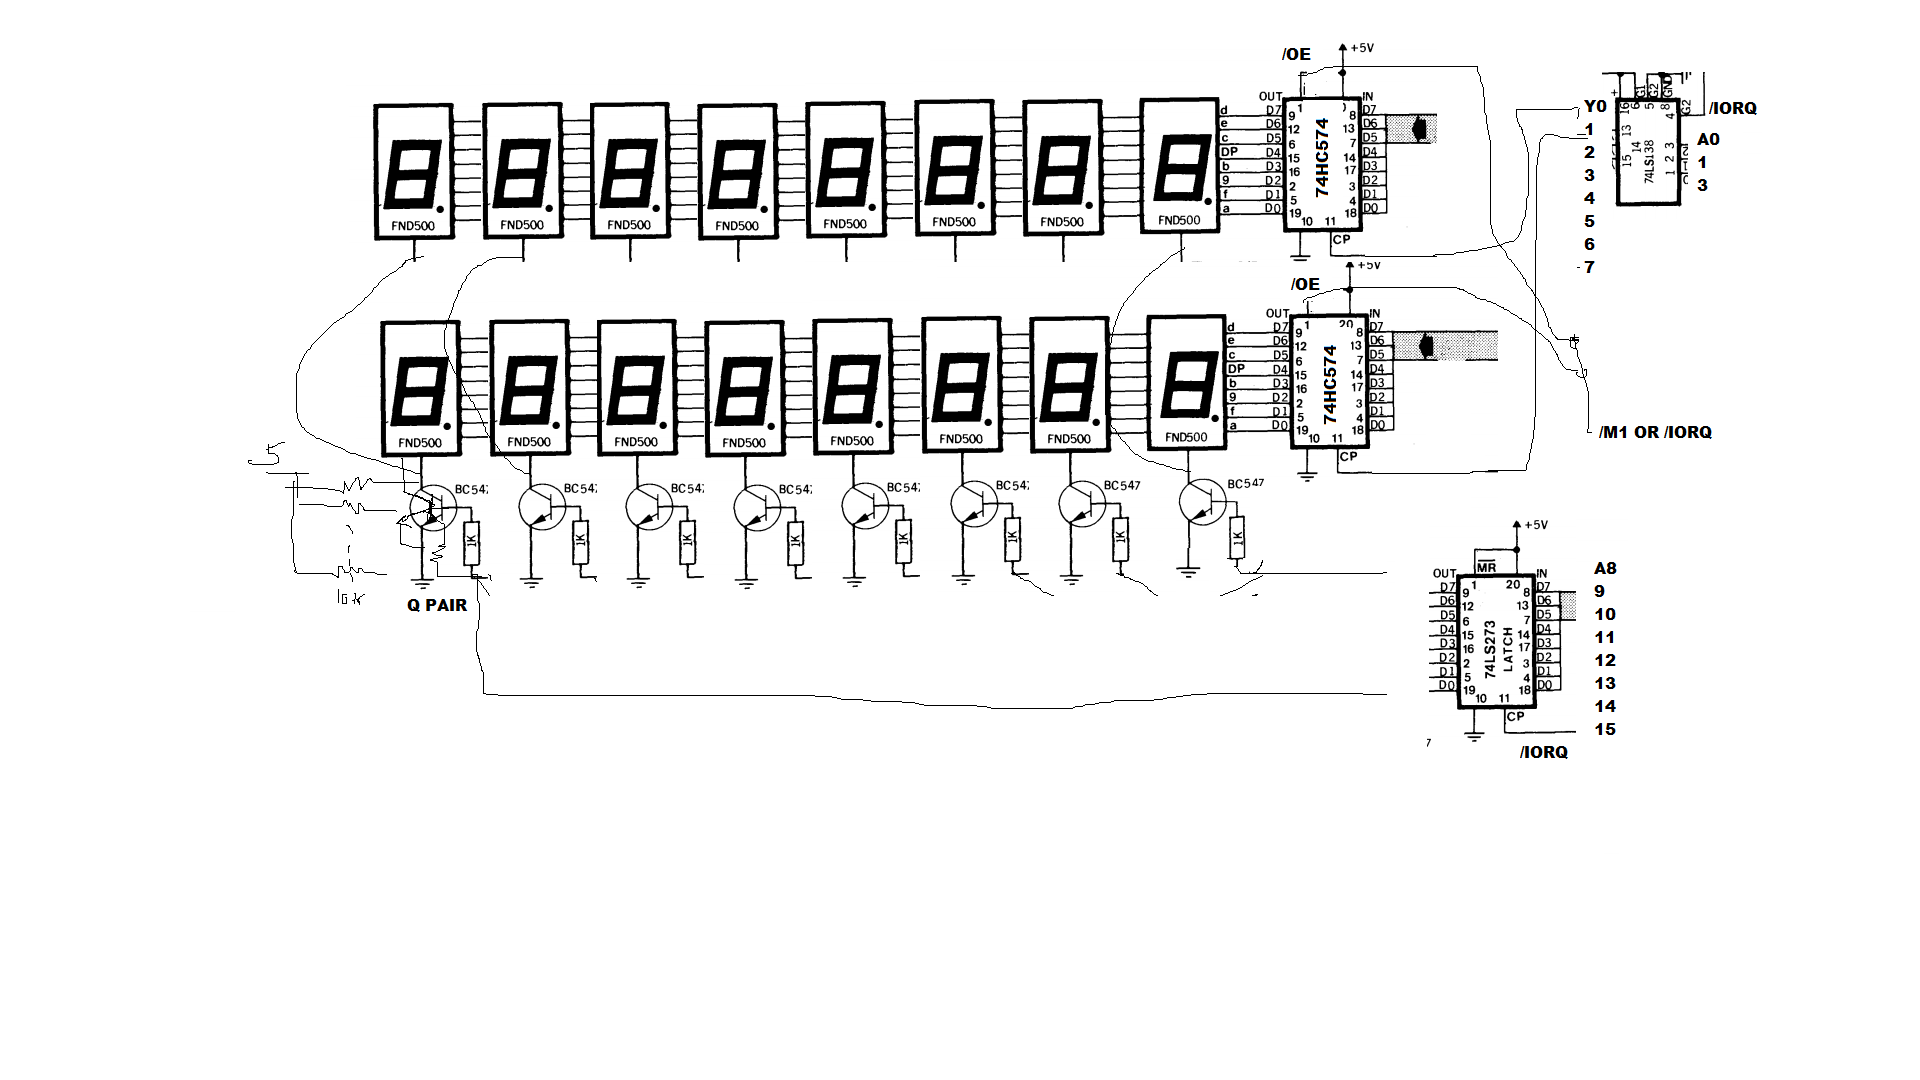 /OE
+5V
OUT
IN
d D7 9
e D6 12
c D5 6
DP D4 15
b D3 16
g D2 2
f D1 5
a D0 19
1
8 D7
13 D6
7 D5
14 D4
17 D3
3 D2
4 D1
18 D0
74HC574
10 11
CP
FND500 FND500 FND500 FND500 FND500 FND500 FND500 FND500
Y0
1
2
3
4
5
6
7
+
16 6 5 8 4
G1 G2 GND G2
15 14 13
74LS138
1 2 3
/IORQ
A0
1
3
/OE
+5V
OUT
IN
d D7 9
e D6 12
c D5 6
DP D4 15
b D3 16
g D2 2
f D1 5
a D0 19
1 20
8 D7
13 D6
7 D5
14 D4
17 D3
3 D2
4 D1
18 D0
74HC574
10 11
CP
FND500 FND500 FND500 FND500 FND500 FND500 FND500 FND500
/M1 OR /IORQ
5
BC547 BC547
1K 1K 1K 1K 1K 1K 1K 1K
10K
Q PAIR
+5V
MR
OUT
IN
D7 9
D6 12
D5 6
D4 15
D3 16
D2 2
D1 5
D0 19
1 20
8 D7
13 D6
7 D5
14 D4
17 D3
3 D2
4 D1
18 D0
74LS273
LATCH
10 11
CP
/IORQ
A8
9
10
11
12
13
14
15
7